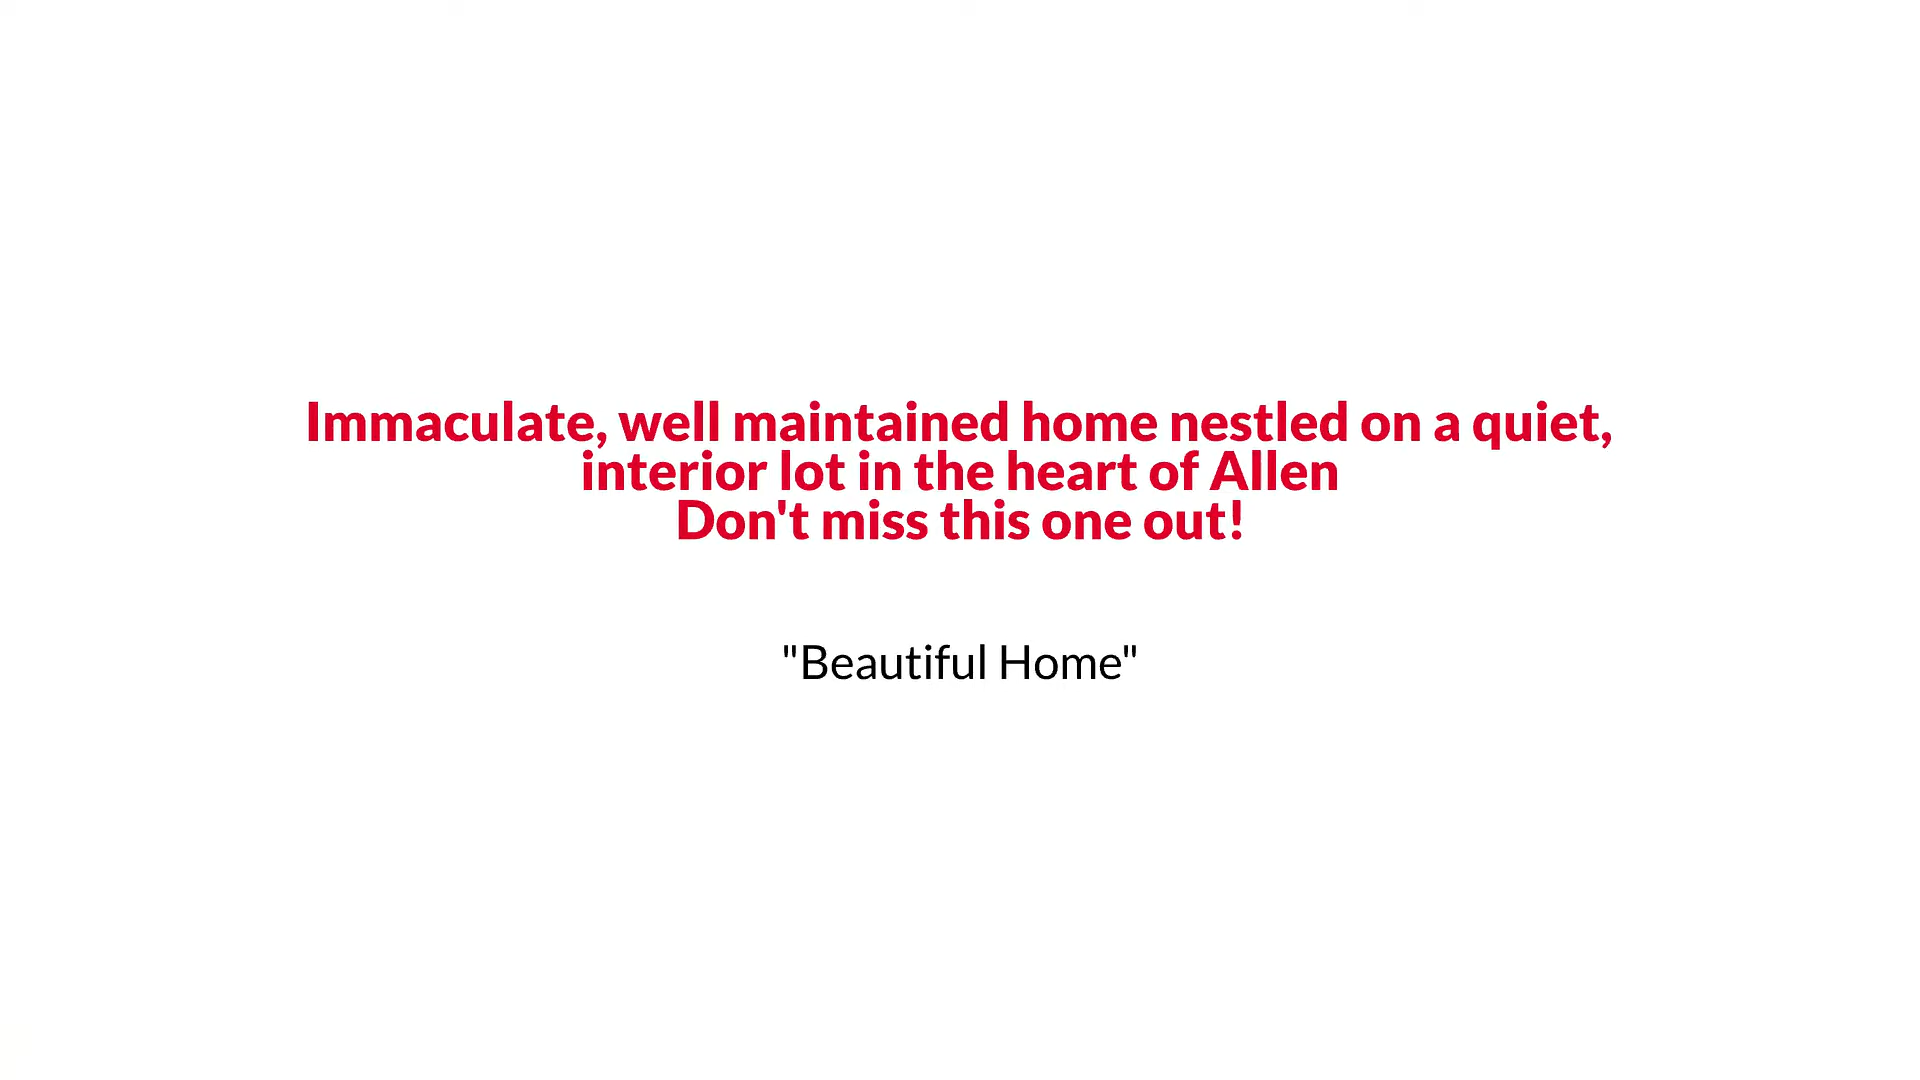 Immaculate, well maintained home nestled on a quiet,
interior lot in the heart of Allen
Don't miss this one out!
"Beautiful Home"